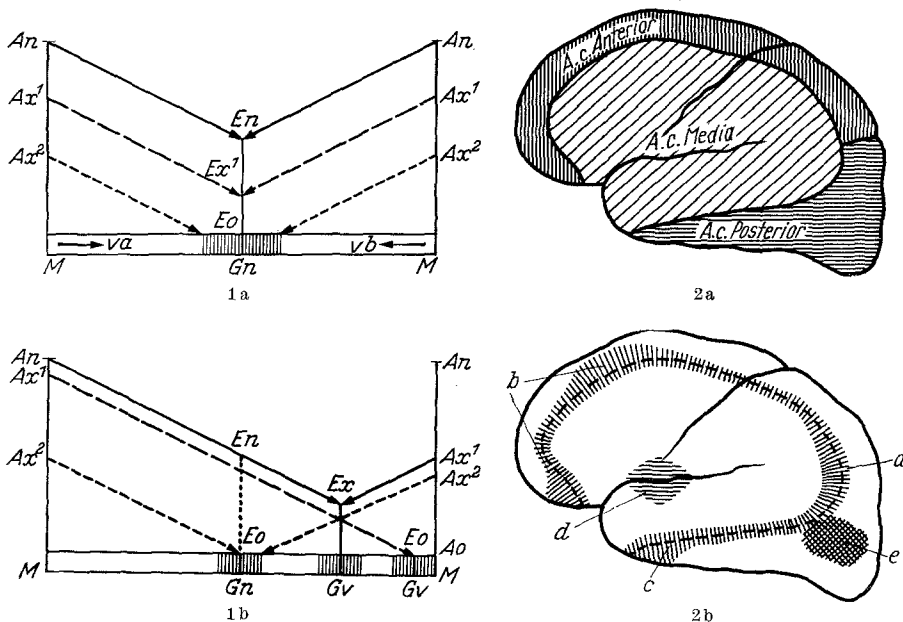 An
An
Ax¹
Ax¹
Ax²
Ax²
En
Ex¹
Eo
va
vb
M
Gn
M
1a
A.c. Anterior
A.c. Media
A.c. Posterior
2a
An
An
Ax¹
Ax²
En
Ex
Ax¹
Ax²
Eo
Eo
Ao
M
M
Gn
Gv
Gv
1b
b
a
d
c
e
2b